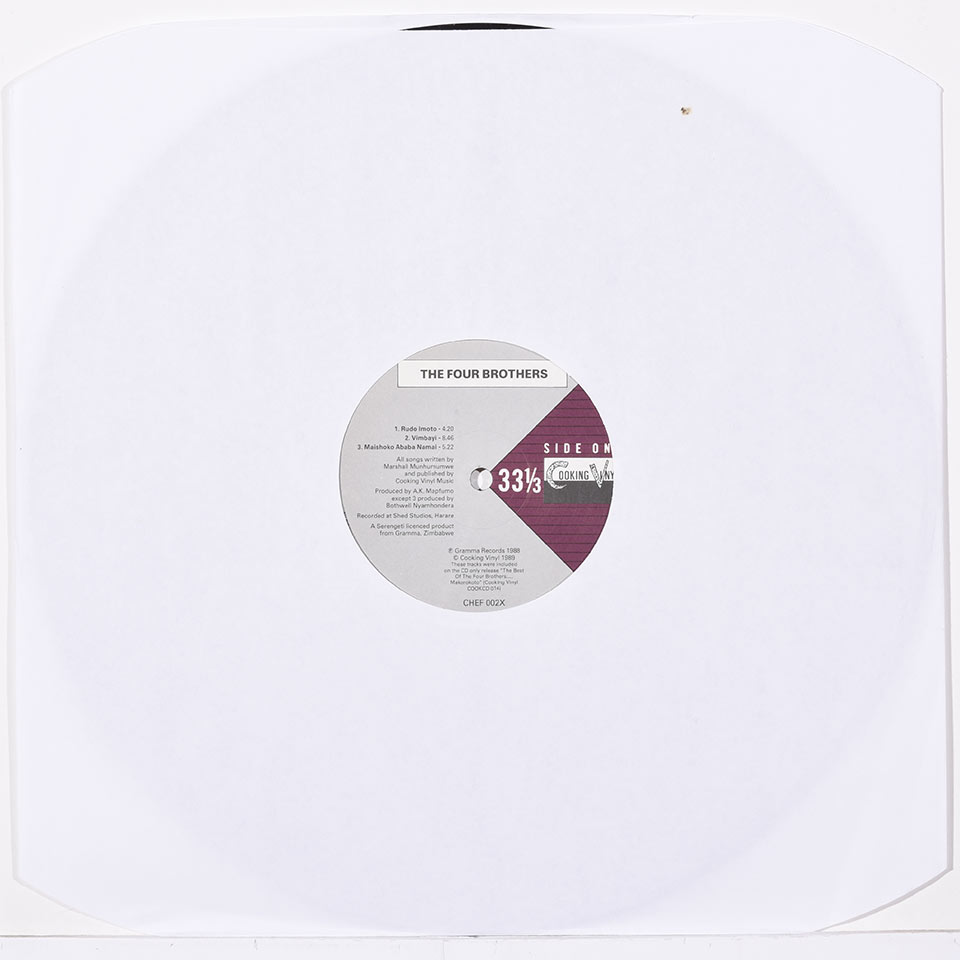 THE FOUR BROTHERS
1. Rudo Imoto - 4.20
2. Vimbayi - 8.46
3. Maishoko Ababa Namai - 5.22
All songs written by
Marshall Munhumumwe
and published by
Cooking Vinyl Music
Produced by A.K. Mapfumo
except 3 produced by
Bothwell Nyamhondera
Recorded at Shed Studios, Harare
A Serengeti licenced product
from Gramma, Zimbabwe
SIDE ON
33⅓
COOKING VINY
℗ Gramma Records 1988
© Cooking Vinyl 1989
These tracks were included
on the CD only release "The Best
Of The Four Brothers.....
Makorokoto" (Cooking Vinyl
COOKCD 014)
CHEF 002X